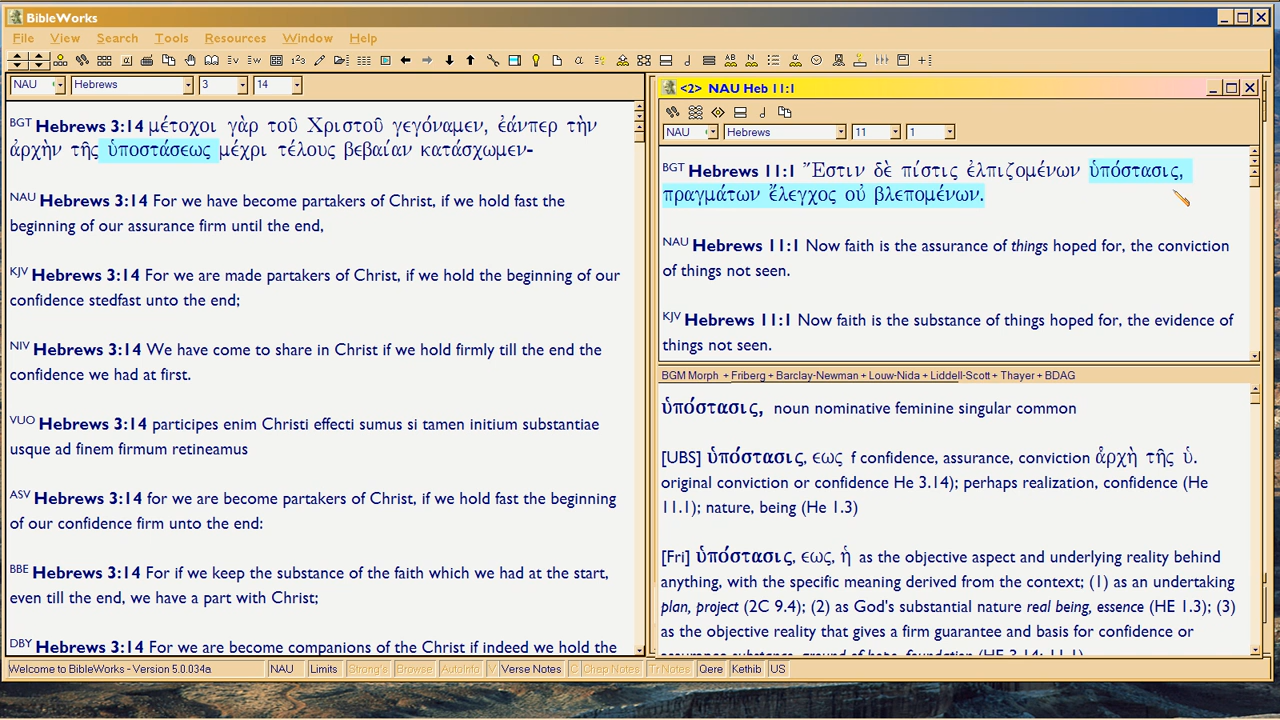 BibleWorks
File View Search Tools Resources Window Help
NAU Hebrews 3 14
BGT Hebrews 3:14 μέτοχοι γὰρ τοῦ Χριστοῦ γεγόναμεν, ἐάνπερ τὴν
ἀρχὴν τῆς ὑποστάσεως μέχρι τέλους βεβαίαν κατάσχωμεν-
NAU Hebrews 3:14 For we have become partakers of Christ, if we hold fast the
beginning of our assurance firm until the end,
KJV Hebrews 3:14 For we are made partakers of Christ, if we hold the beginning of our
confidence stedfast unto the end;
NIV Hebrews 3:14 We have come to share in Christ if we hold firmly till the end the
confidence we had at first.
VUO Hebrews 3:14 participes enim Christi effecti sumus si tamen initium substantiae
usque ad finem firmum retineamus
ASV Hebrews 3:14 for we are become partakers of Christ, if we hold fast the beginning
of our confidence firm unto the end:
BBE Hebrews 3:14 For if we keep the substance of the faith which we had at the start,
even till the end, we have a part with Christ;
DBY Hebrews 3:14 For we are become companions of the Christ if indeed we hold the
<2> NAU Heb 11:1
NAU Hebrews 11 1
BGT Hebrews 11:1 Ἔστιν δὲ πίστις ἐλπιζομένων ὑπόστασις,
πραγμάτων ἔλεγχος οὐ βλεπομένων.
NAU Hebrews 11:1 Now faith is the assurance of things hoped for, the conviction
of things not seen.
KJV Hebrews 11:1 Now faith is the substance of things hoped for, the evidence of
things not seen.
BGM Morph + Friberg + Barclay-Newman + Louw-Nida + Liddell-Scott + Thayer + BDAG
ὑπόστασις, noun nominative feminine singular common
[UBS] ὑπόστασις, εως f confidence, assurance, conviction ἀρχὴ τῆς ὑ.
original conviction or confidence He 3.14); perhaps realization, confidence (He
11.1); nature, being (He 1.3)
[Fri] ὑπόστασις, εως, ἡ as the objective aspect and underlying reality behind
anything, with the specific meaning derived from the context; (1) as an undertaking
plan, project (2C 9.4); (2) as God's substantial nature real being, essence (HE 1.3); (3)
as the objective reality that gives a firm guarantee and basis for confidence or
assurance substance, ground of hope, foundation (HE 3.14; 11.1)
Welcome to BibleWorks - Version 5.0.034a NAU Limits Strong's Browse AutoInfo V Verse Notes C Chap Notes Tr Notes Qere Kethib US